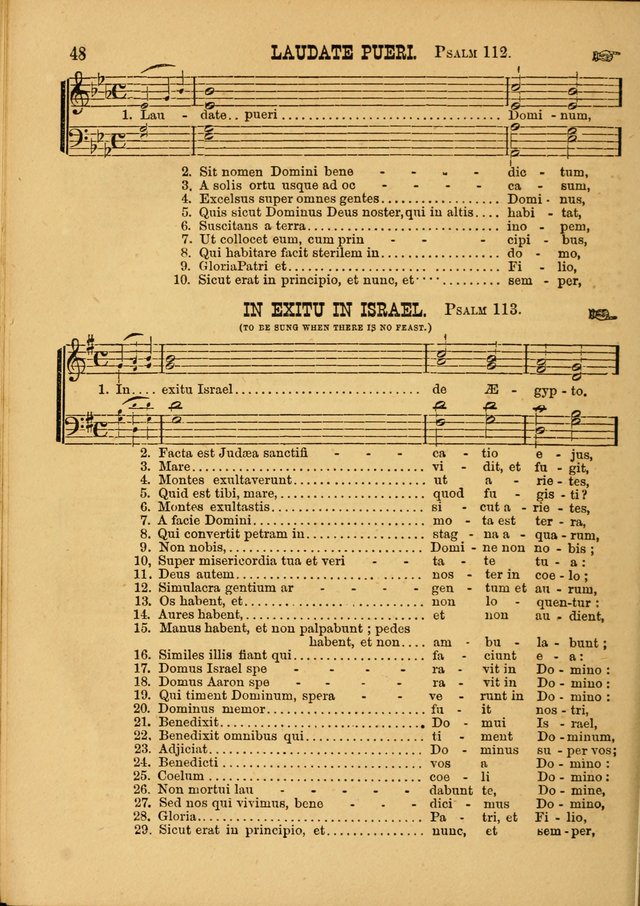 48 LAUDATE PUERI. PSALM 112.
1. Lau - date.. pueri ........ Domi - num,
2. Sit nomen Domini bene - - - - dic - tum,
3. A solis ortu usque ad oc - - - - ca - sum,
4. Excelsus super omnes gentes.................. Domi - nus,
5. Quis sicut Dominus Deus noster, qui in altis .... habi - tat,
6. Suscitans a terra............................ ino - pem,
7. Ut collocet eum, cum prin - - - cipi - bus,
8. Qui habitare facit sterilem in ................ do - mo,
9. GloriaPatri et............................... Fi - lio,
10. Sicut erat in principio, et nunc, et .......... sem - per,
IN EXITU IN ISRAEL. PSALM 113.
(TO BE SUNG WHEN THERE IS NO FEAST.)
1. In.... exitu Israel ........ de Æ - gyp - to.
2. Facta est Judæa sanctifi - - - ca - tio e - jus,
3. Mare........................ vi - dit, et fu - git,
4. Montes exultaverunt.................. ut a - rie - tes,
5. Quid est tibi, mare,.................. quod fu - gis - ti?
6. Montes exultastis.................... si - cut a - rie - tes,
7. A facie Domini...................... mo - ta est ter - ra,
8. Qui convertit petram in.............. stag - na a - qua - rum,
9. Non nobis,.......................... Domi - ne non no - bis ;
10, Super misericordia tua et veri - - ta - te tu - a :
11. Deus autem........................ nos - ter in coe - lo ;
12. Simulacra gentium ar - - - - gen - tum et au - rum,
13. Os habent, et........................ non lo - quen-tur :
14. Aures habent,........................ et non au - dient,
15. Manus habent, et non palpabunt ; pedes
habent, et non.... am - bu - la - bunt ;
16. Similes illis fiant qui................ fa - ciunt e - a :
17. Domus Israel spe - - - - ra - vit in Do - mino :
18. Domus Aaron spe - - - - ra - vit in Do - mino :
19. Qui timent Dominum, spera - - ve - runt in Do - mino :
20. Dominus memor.................... fu - it nos - tri,
21. Benedixit............................ Do - mui Is - rael,
22. Benedixit omnibus qui................ ti - ment Do - minum,
23. Adjiciat............................ Do - minus su - per vos;
24. Benedicti .......................... vos a Do - mino
25. Coelum ............................ coe - li Do - mino :
26. Non mortui lau - - - - - dabunt te, Do - mine,
27. Sed nos qui vivimus, bene - - - dici - mus Do - mino,
28, Gloria.............................. Pa - tri, et Fi - lio,
29. Sicut erat in principio, et............ nunc, et sem-per,